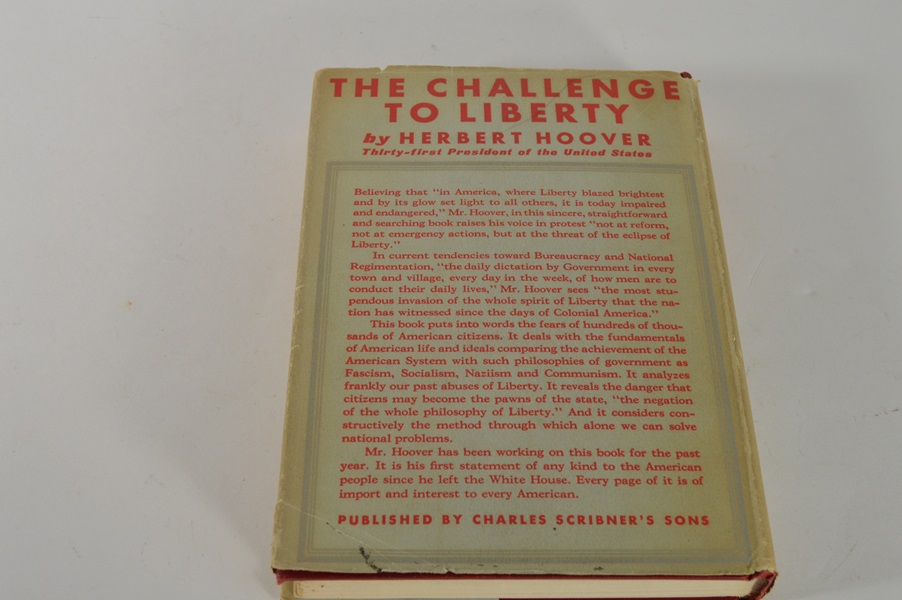 THE CHALLENGE
TO LIBERTY
by HERBERT HOOVER
Thirty-first President of the United States
Believing that "in America, where Liberty blazed brightest
and by its glow set light to all others, it is today impaired
and endangered," Mr. Hoover, in this sincere, straightforward
and searching book raises his voice in protest "not at reform,
not at emergency actions, but at the threat of the eclipse of
Liberty."
In current tendencies toward Bureaucracy and National
Regimentation, "the daily dictation by Government in every
town and village, every day in the week, of how men are to
conduct their daily lives," Mr. Hoover sees "the most stu-
pendous invasion of the whole spirit of Liberty that the na-
tion has witnessed since the days of Colonial America."
This book puts into words the fears of hundreds of thou-
sands of American citizens. It deals with the fundamentals
of American life and ideals comparing the achievement of the
American System with such philosophies of government as
Fascism, Socialism, Naziism and Communism. It analyzes
frankly our past abuses of Liberty. It reveals the danger that
citizens may become the pawns of the state, "the negation
of the whole philosophy of Liberty." And it considers con-
structively the method through which alone we can solve
national problems.
Mr. Hoover has been working on this book for the past
year. It is his first statement of any kind to the American
people since he left the White House. Every page of it is of
import and interest to every American.
PUBLISHED BY CHARLES SCRIBNER'S SONS